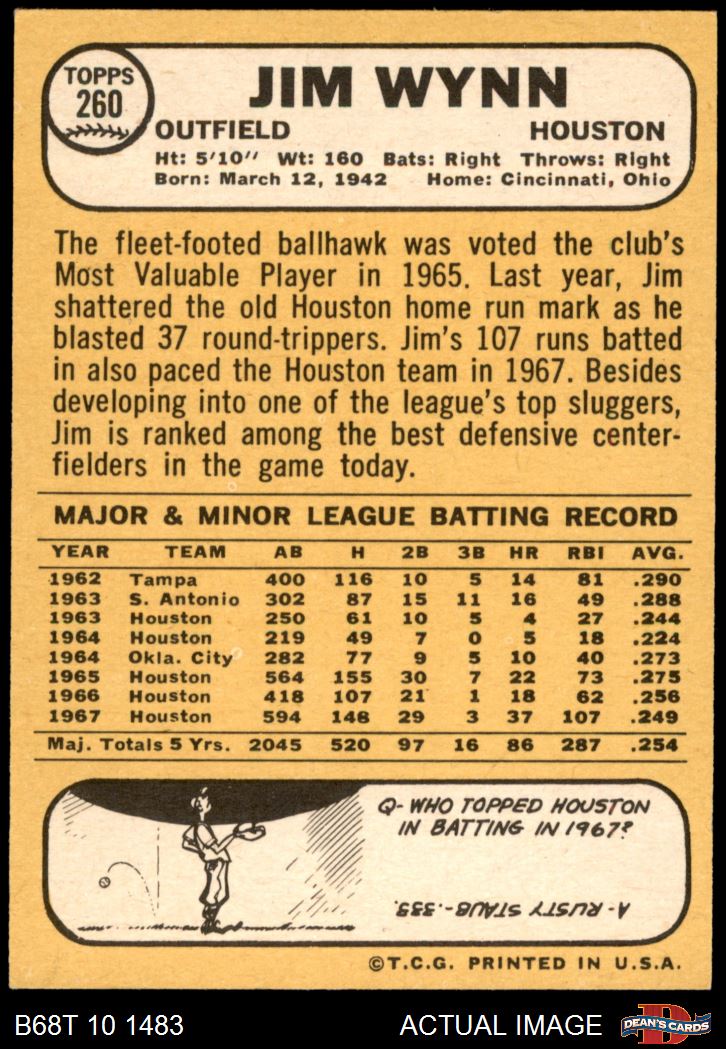 TOPPS
260
JIM WYNN
OUTFIELD HOUSTON
Ht: 5'10" Wt: 160 Bats: Right Throws: Right
Born: March 12, 1942 Home: Cincinnati, Ohio
The fleet-footed ballhawk was voted the club's
Most Valuable Player in 1965. Last year, Jim
shattered the old Houston home run mark as he
blasted 37 round-trippers. Jim's 107 runs batted
in also paced the Houston team in 1967. Besides
developing into one of the league's top sluggers,
Jim is ranked among the best defensive center-
fielders in the game today.
MAJOR & MINOR LEAGUE BATTING RECORD
YEAR TEAM AB H 2B 3B HR RBI AVG.
1962 Tampa 400 116 10 5 14 81 .290
1963 S. Antonio 302 87 15 11 16 49 .288
1963 Houston 250 61 10 5 4 27 .244
1964 Houston 219 49 7 0 5 18 .224
1964 Okla. City 282 77 9 5 10 40 .273
1965 Houston 564 155 30 7 22 73 .275
1966 Houston 418 107 21 1 18 62 .256
1967 Houston 594 148 29 3 37 107 .249
Maj. Totals 5 Yrs. 2045 520 97 16 86 287 .254
Q- WHO TOPPED HOUSTON
IN BATTING IN 1967?
A- RUSTY STAUB-.333.
©T.C.G. PRINTED IN U.S.A.
B68T 10 1483 ACTUAL IMAGE
DEAN'S CARDS